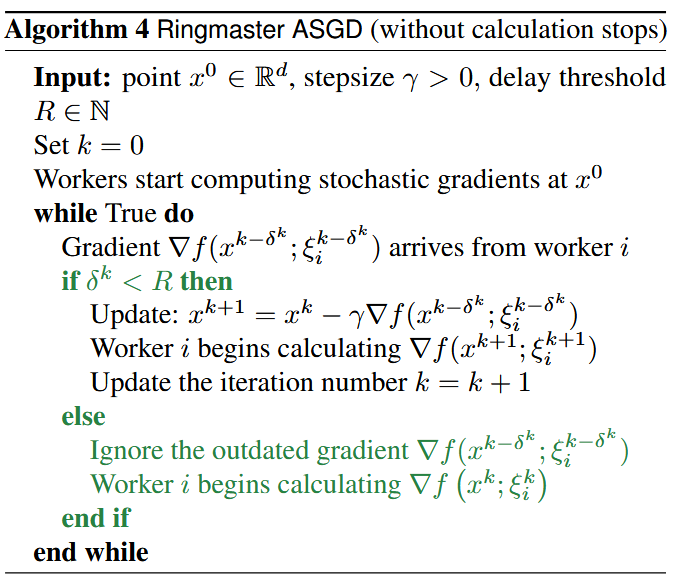 Algorithm 4 Ringmaster ASGD (without calculation stops)
Input: point $x^0 \in \mathbb{R}^d$, stepsize $\gamma > 0$, delay threshold
$R \in \mathbb{N}$
Set $k = 0$
Workers start computing stochastic gradients at $x^0$
while True do
Gradient $\nabla f(x^{k-\delta^k}; \xi_i^{k-\delta^k})$ arrives from worker $i$
if $\delta^k < R$ then
Update: $x^{k+1} = x^k - \gamma \nabla f(x^{k-\delta^k}; \xi_i^{k-\delta^k})$
Worker $i$ begins calculating $\nabla f(x^{k+1}; \xi_i^{k+1})$
Update the iteration number $k = k + 1$
else
Ignore the outdated gradient $\nabla f(x^{k-\delta^k}; \xi_i^{k-\delta^k})$
Worker $i$ begins calculating $\nabla f\left(x^k; \xi_i^k\right)$
end if
end while